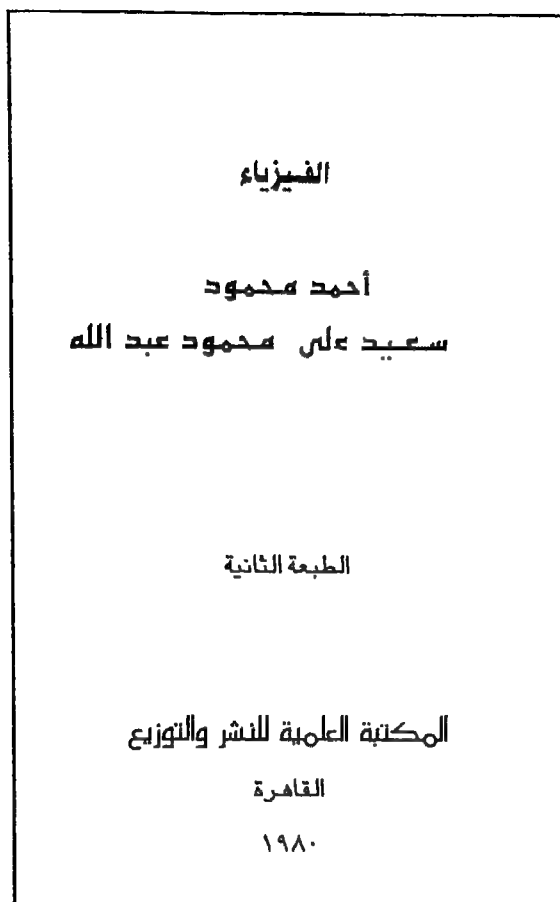 الفيزياء
أحمد محمود
سعيد على محمود عبد الله
الطبعة الثانية
المكتبة العلمية للنشر والتوزيع
القاهرة
١٩٨٠